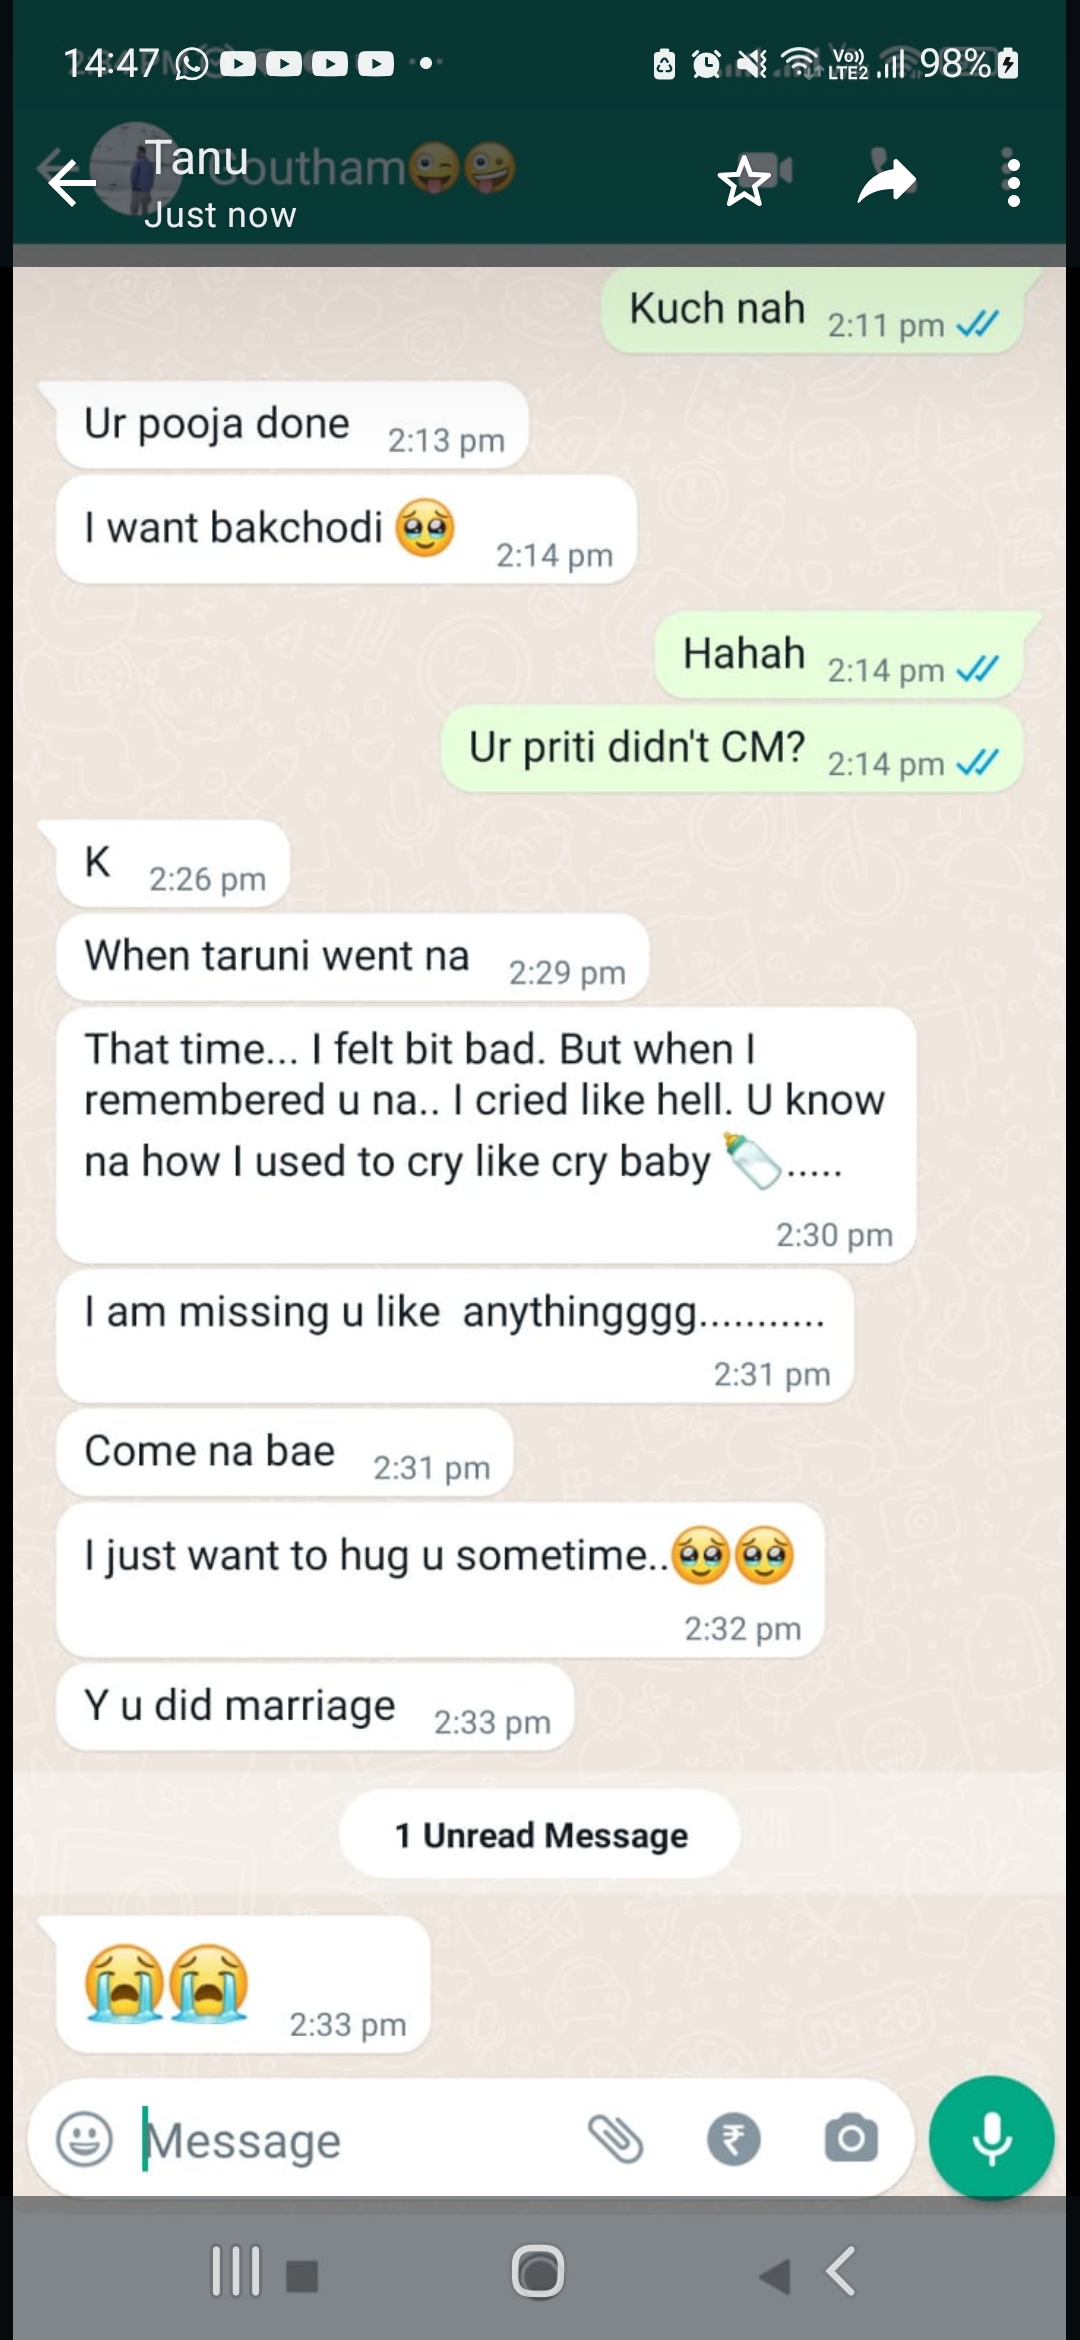 14:47
Vo))
LTE2
98%
Tanu
Goutham😜🤪
Just now
Kuch nah
2:11 pm
Ur pooja done
2:13 pm
I want bakchodi 🥹
2:14 pm
Hahah
2:14 pm
Ur priti didn't CM?
2:14 pm
K
2:26 pm
When taruni went na
2:29 pm
That time... I felt bit bad. But when I
remembered u na.. I cried like hell. U know
na how I used to cry like cry baby 🍼.....
2:30 pm
I am missing u like  anythingggg...........
2:31 pm
Come na bae
2:31 pm
I just want to hug u sometime..🥹🥹
2:32 pm
Y u did marriage
2:33 pm
1 Unread Message
😭😭
2:33 pm
Message